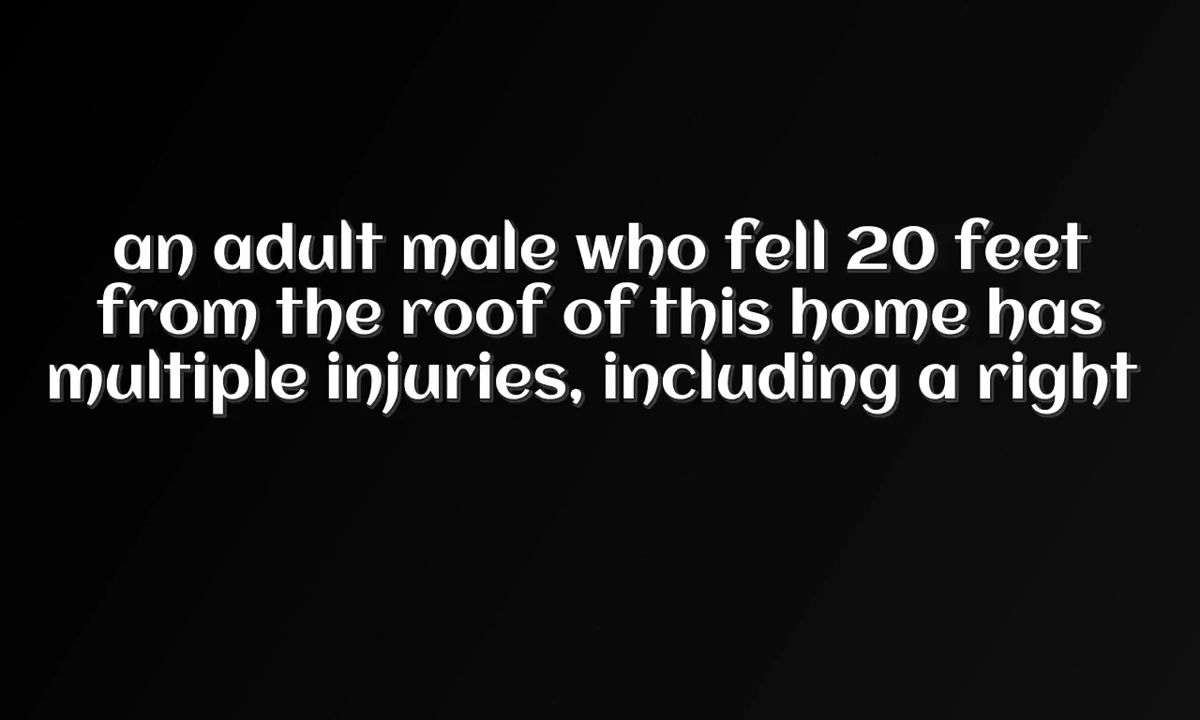 an adult male who fell 20 feet
from the roof of this home has
multiple injuries, including a right